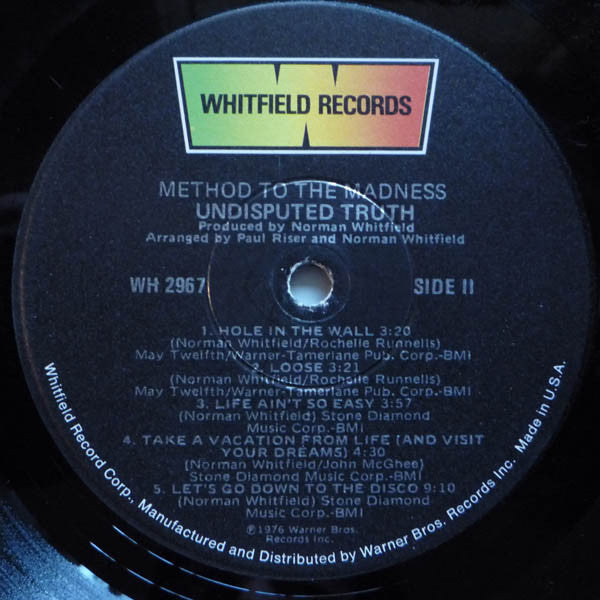 WHITFIELD RECORDS
METHOD TO THE MADNESS
UNDISPUTED TRUTH
Produced by Norman Whitfield
Arranged by Paul Riser and Norman Whitfield
WH 2967
SIDE II
1. HOLE IN THE WALL 3:20
(Norman Whitfield/Rochelle Runnells)
May Twelfth/Warner-Tamerlane Pub. Corp.-BMI
2. LOOSE 3:21
(Norman Whitfield/Rochelle Runnells)
May Twelfth/Warner-Tamerlane Pub. Corp.-BMI
3. LIFE AIN'T SO EASY 3:57
(Norman Whitfield) Stone Diamond
Music Corp.-BMI
4. TAKE A VACATION FROM LIFE (AND VISIT
YOUR DREAMS) 4:30
(Norman Whitfield/John McGhee)
Stone Diamond Music Corp.-BMI
5. LET'S GO DOWN TO THE DISCO 9:10
(Norman Whitfield) Stone Diamond
Music Corp.-BMI
℗1976 Warner Bros.
Records Inc.
Whitfield Record Corp., Manufactured and Distributed by Warner Bros. Records Inc. Made in U.S.A.